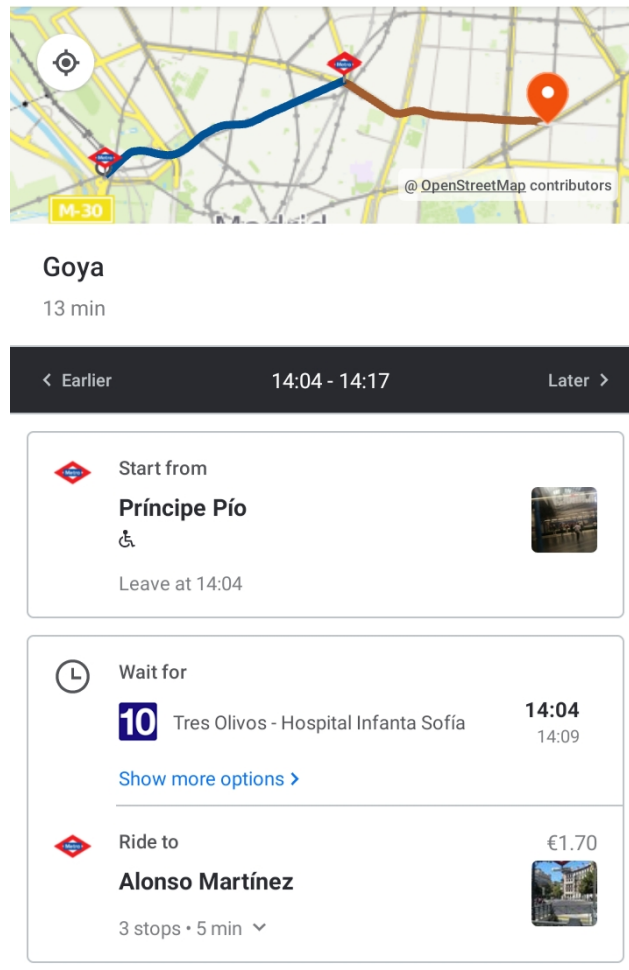 @ OpenStreetMap contributors
M-30
Madrid
Goya
13 min
Earlier
14:04 - 14:17
Later
Start from
Príncipe Pío
Leave at 14:04
Wait for
10 Tres Olivos - Hospital Infanta Sofía 14:04
14:09
Show more options
Ride to €1.70
Alonso Martínez
3 stops • 5 min